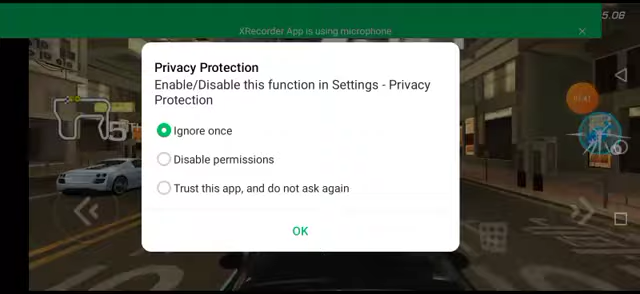 XRecorder App is using microphone
5.08
Privacy Protection
Enable/Disable this function in Settings - Privacy
Protection
Ignore once
Disable permissions
Trust this app, and do not ask again
OK